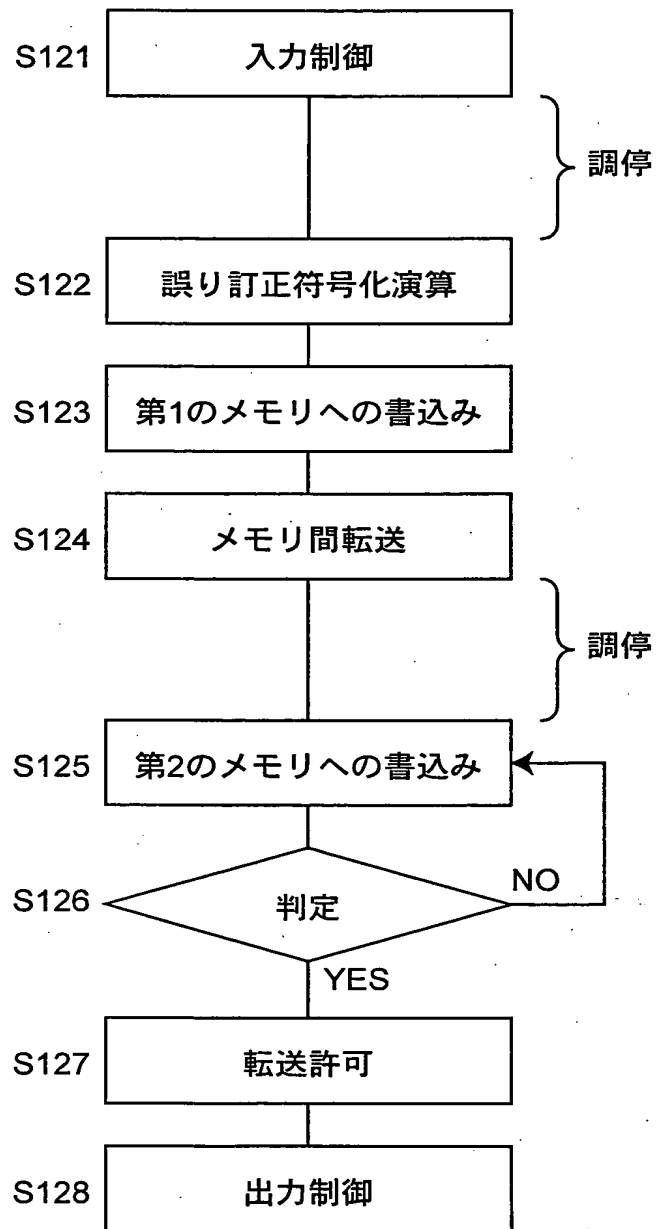 S121 入力制御
調停
S122 誤り訂正符号化演算
S123 第1のメモリへの書込み
S124 メモリ間転送
調停
S125 第2のメモリへの書込み
S126 判定 NO
YES
S127 転送許可
S128 出力制御